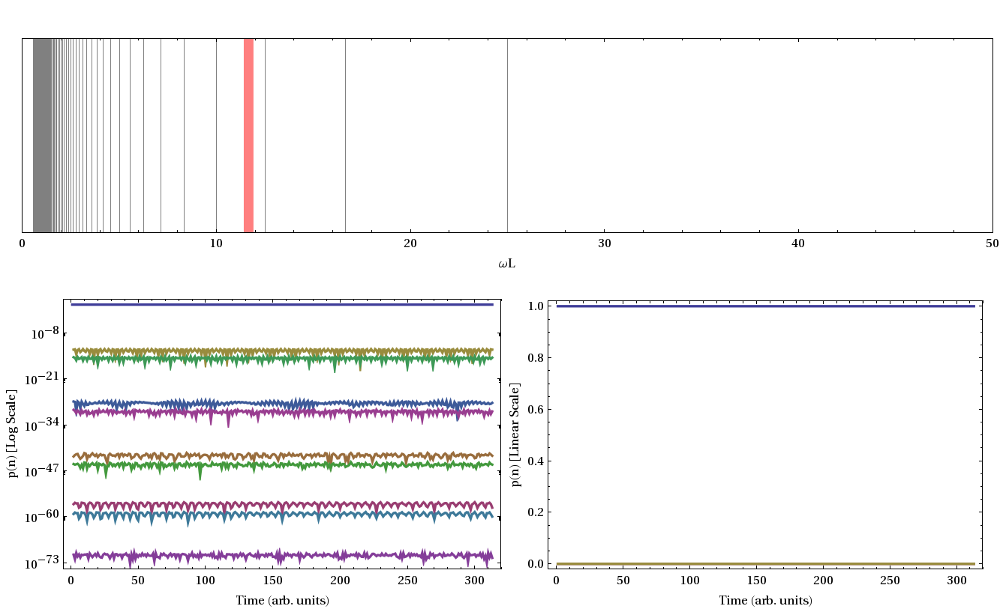 0 10 20 30 40 50
ωL
p(n) [Log Scale]
10−8
10−21
10−34
10−47
10−60
10−73
0 50 100 150 200 250 300
Time (arb. units)
p(n) [Linear Scale]
1.0
0.8
0.6
0.4
0.2
0.0
0 50 100 150 200 250 300
Time (arb. units)